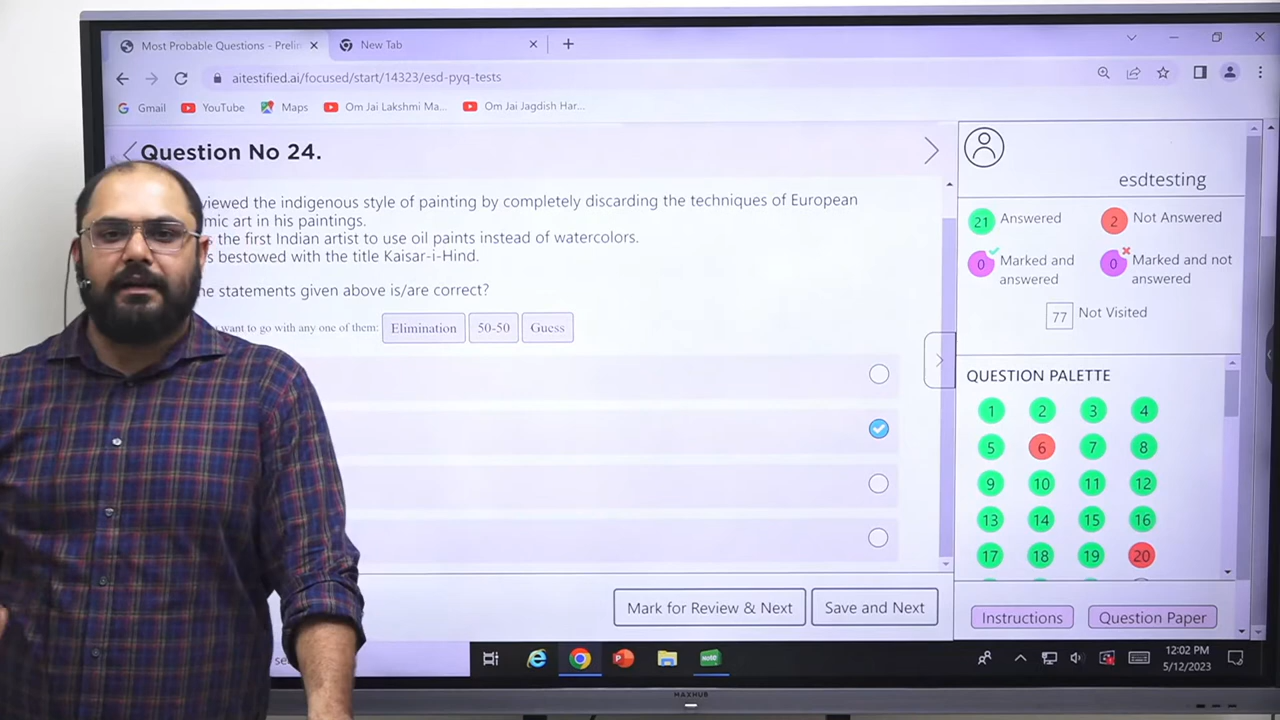 Most Probable Questions - Prelim
New Tab
aitestified.ai/focused/start/14323/esd-pyq-tests
Gmail
YouTube
Maps
Om Jai Lakshmi Ma...
Om Jai Jagdish Har...
Question No 24.
viewed the indigenous style of painting by completely discarding the techniques of European
mic art in his paintings.
s the first Indian artist to use oil paints instead of watercolors.
s bestowed with the title Kaisar-i-Hind.
he statements given above is/are correct?
want to go with any one of them: Elimination 50-50 Guess
Mark for Review & Next
Save and Next
esdtesting
21 Answered
2 Not Answered
0 Marked and
answered
0 Marked and not
answered
77 Not Visited
QUESTION PALETTE
1 2 3 4
5 6 7 8
9 10 11 12
13 14 15 16
17 18 19 20
Instructions
Question Paper
12:02 PM
5/12/2023
MAXHUB